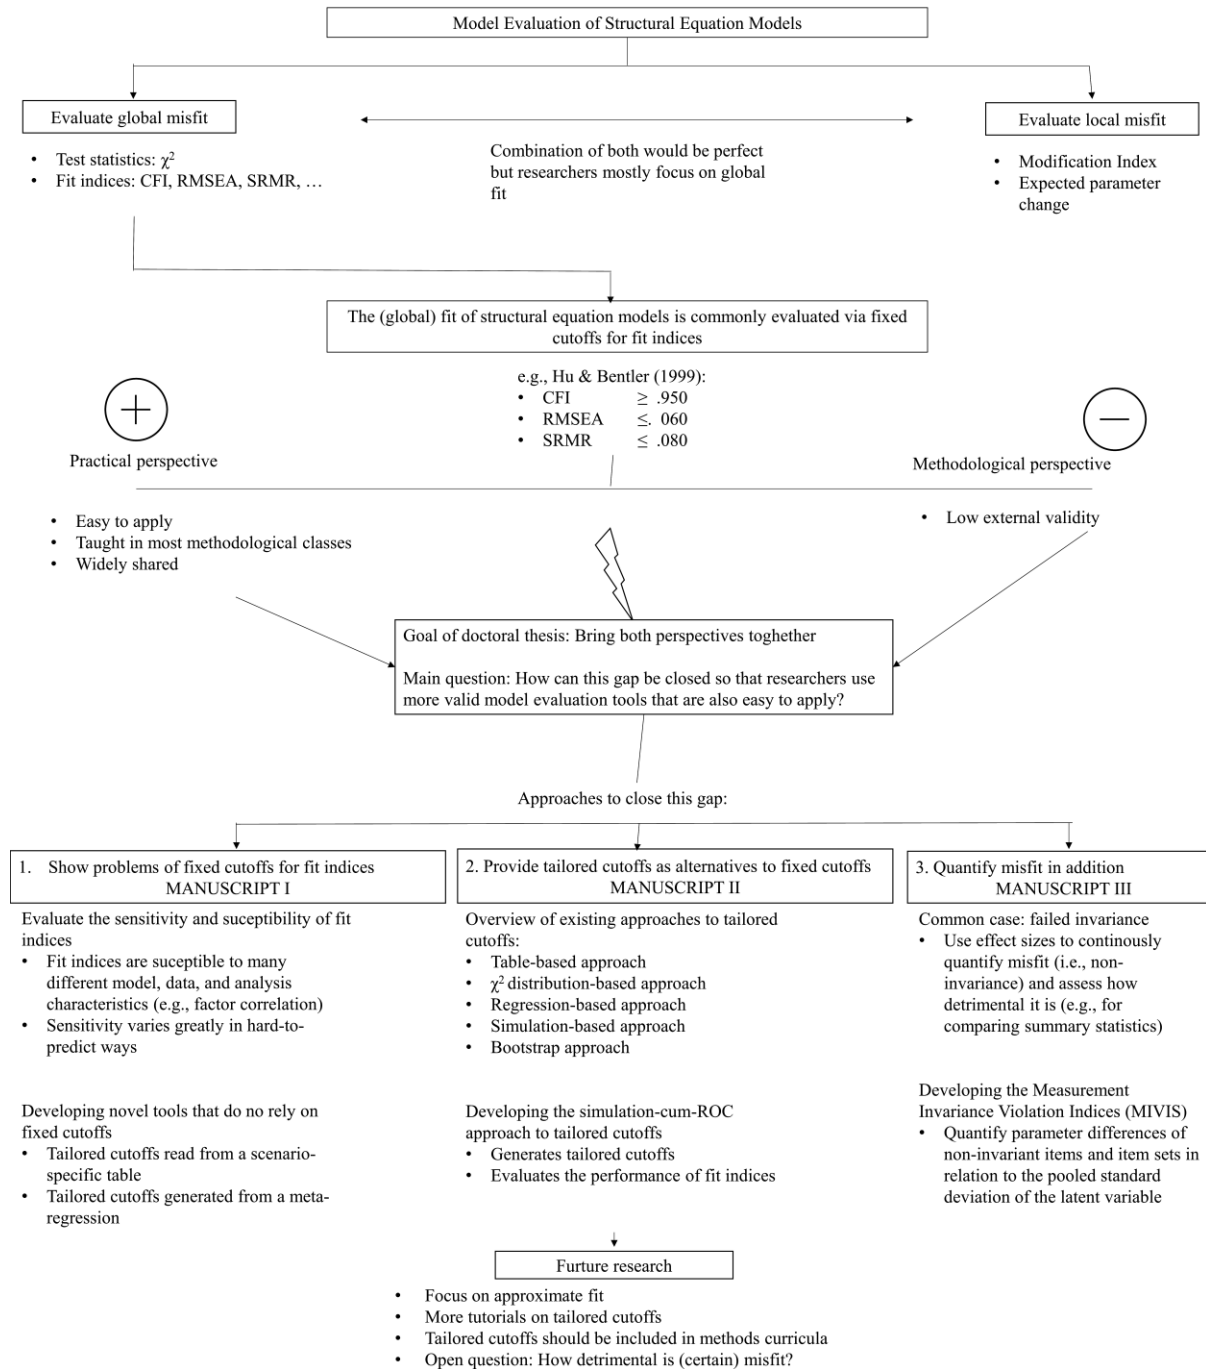 Model Evaluation of Structural Equation Models
Evaluate global misfit
• Test statistics: χ²
• Fit indices: CFI, RMSEA, SRMR, …
Combination of both would be perfect
but researchers mostly focus on global
fit
Evaluate local misfit
• Modification Index
• Expected parameter
change
The (global) fit of structural equation models is commonly evaluated via fixed
cutoffs for fit indices
e.g., Hu & Bentler (1999):
• CFI ≥ .950
• RMSEA ≤. 060
• SRMR ≤ .080
+
Practical perspective
−
Methodological perspective
• Easy to apply
• Taught in most methodological classes
• Widely shared
• Low external validity
Goal of doctoral thesis: Bring both perspectives toghether
Main question: How can this gap be closed so that researchers use
more valid model evaluation tools that are also easy to apply?
Approaches to close this gap:
1. Show problems of fixed cutoffs for fit indices
MANUSCRIPT I
Evaluate the sensitivity and suceptibility of fit
indices
• Fit indices are suceptible to many
different model, data, and analysis
characteristics (e.g., factor correlation)
• Sensitivity varies greatly in hard-to-
predict ways
Developing novel tools that do no rely on
fixed cutoffs
• Tailored cutoffs read from a scenario-
specific table
• Tailored cutoffs generated from a meta-
regression
2. Provide tailored cutoffs as alternatives to fixed cutoffs
MANUSCRIPT II
Overview of existing approaches to tailored
cutoffs:
• Table-based approach
• χ² distribution-based approach
• Regression-based approach
• Simulation-based approach
• Bootstrap approach
Developing the simulation-cum-ROC
approach to tailored cutoffs
• Generates tailored cutoffs
• Evaluates the performance of fit indices
3. Quantify misfit in addition
MANUSCRIPT III
Common case: failed invariance
• Use effect sizes to continously
quantify misfit (i.e., non-
invariance) and assess how
detrimental it is (e.g., for
comparing summary statistics)
Developing the Measurement
Invariance Violation Indices (MIVIS)
• Quantify parameter differences of
non-invariant items and item sets in
relation to the pooled standard
deviation of the latent variable
Furture research
• Focus on approximate fit
• More tutorials on tailored cutoffs
• Tailored cutoffs should be included in methods curricula
• Open question: How detrimental is (certain) misfit?